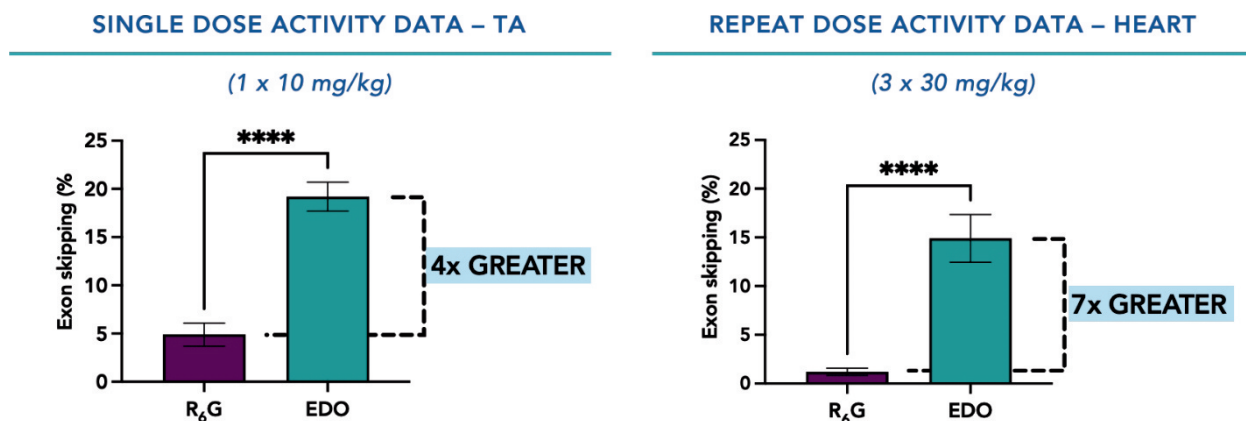 SINGLE DOSE ACTIVITY DATA – TA
(1 x 10 mg/kg)
Exon skipping (%
25
20
15
10
5
0
****
4x GREATER
R₆G
EDO
REPEAT DOSE ACTIVITY DATA – HEART
(3 x 30 mg/kg)
Exon skipping (%)
25
20
15
10
5
0
****
7x GREATER
R₆G
EDO